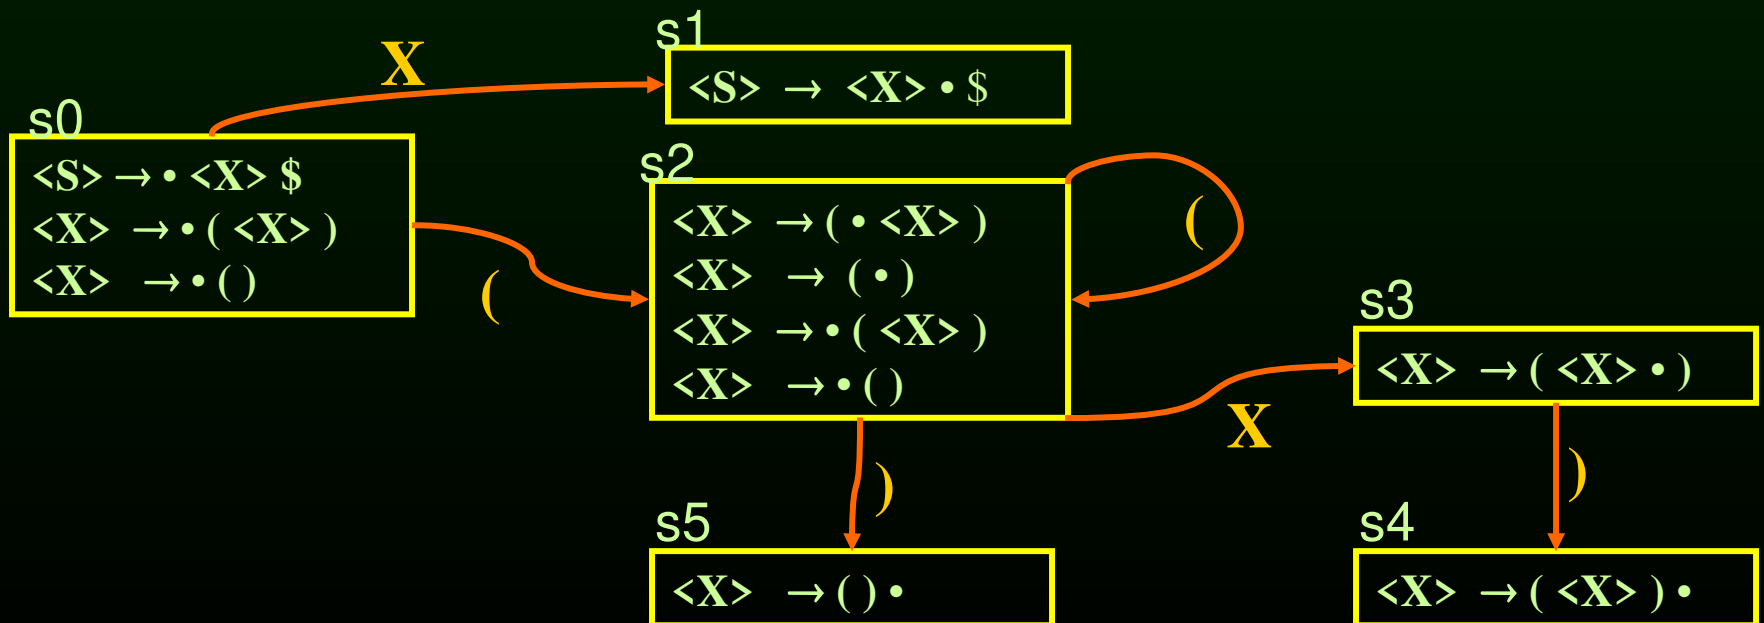 s1
X
<S> → <X> • $
s0
<S> → • <X> $
<X> → • ( <X> )
<X> → • ( )
(
s2
<X> → ( • <X> )
<X> → ( • )
<X> → • ( <X> )
<X> → • ( )
(
X
s3
<X> → ( <X> • )
)
)
s5
<X> → ( ) •
s4
<X> → ( <X> ) •